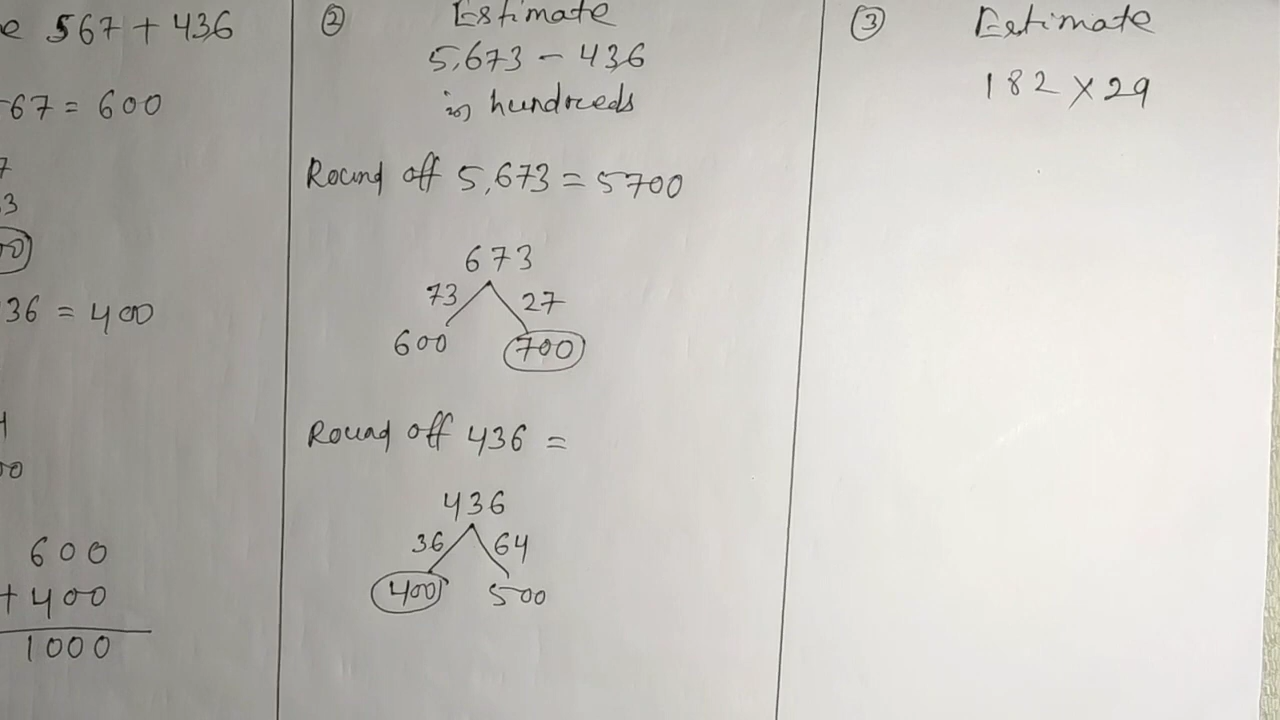 e 567 + 436
67 = 600
7
3
36 = 400
600
+ 400
1000
②
Estimate
5,673 - 436
in hundreds
Round off 5,673 = 5700
673
73 27
600 700
Round off 436 =
436
36 64
400 500
③
Estimate
182 × 29